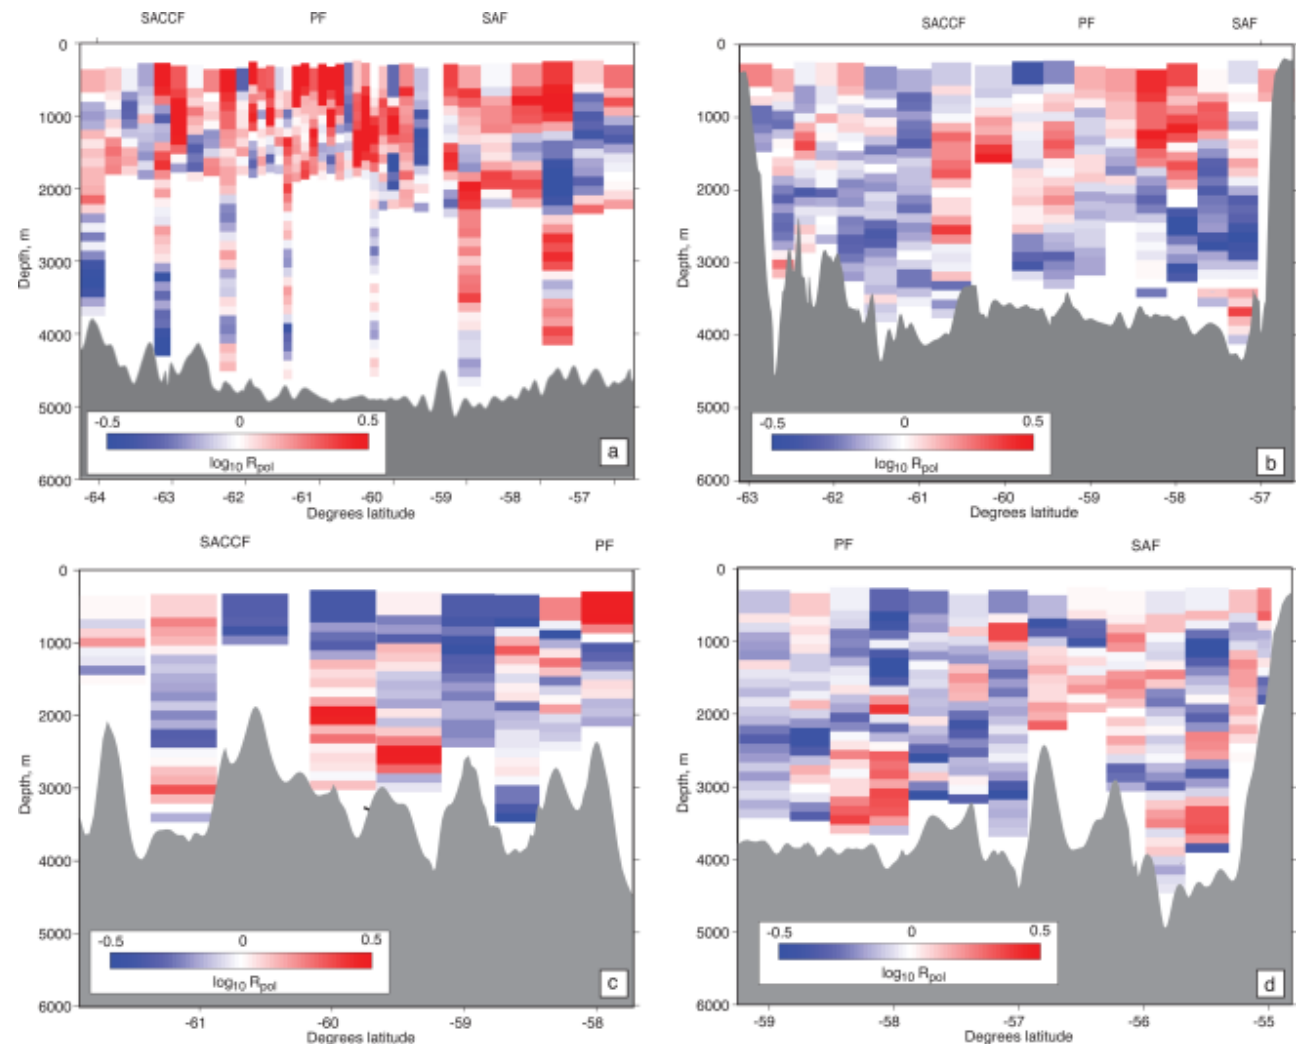 SACCF PF SAF
0
1000
2000
3000
4000
5000
6000
Depth, m
-0.5 0 0.5
log10 Rpol
a
-64 -63 -62 -61 -60 -59 -58 -57
Degrees latitude
SACCF PF SAF
0
1000
2000
3000
4000
5000
6000
Depth, m
-0.5 0 0.5
log10 Rpol
b
-63 -62 -61 -60 -59 -58 -57
Degrees latitude
SACCF PF
0
1000
2000
3000
4000
5000
6000
Depth, m
-0.5 0 0.5
log10 Rpol
c
-61 -60 -59 -58
Degrees latitude
PF SAF
0
1000
2000
3000
4000
5000
6000
Depth, m
-0.5 0 0.5
log10 Rpol
d
-59 -58 -57 -56 -55
Degrees latitude